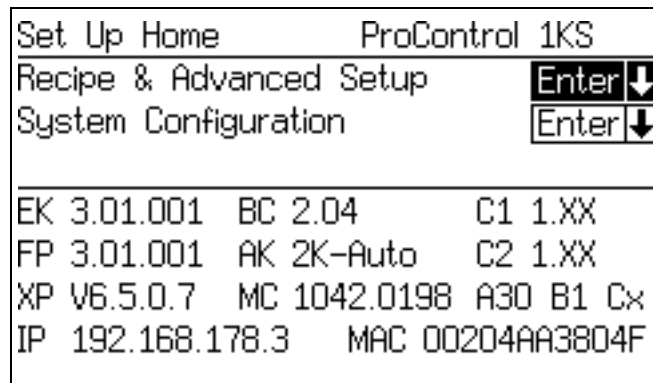 Set Up Home ProControl 1KS
Recipe & Advanced Setup Enter
System Configuration Enter
EK 3.01.001 BC 2.04 C1 1.XX
FP 3.01.001 AK 2K-Auto C2 1.XX
XP V6.5.0.7 MC 1042.0198 A30 B1 Cx
IP 192.168.178.3 MAC 00204AA3804F